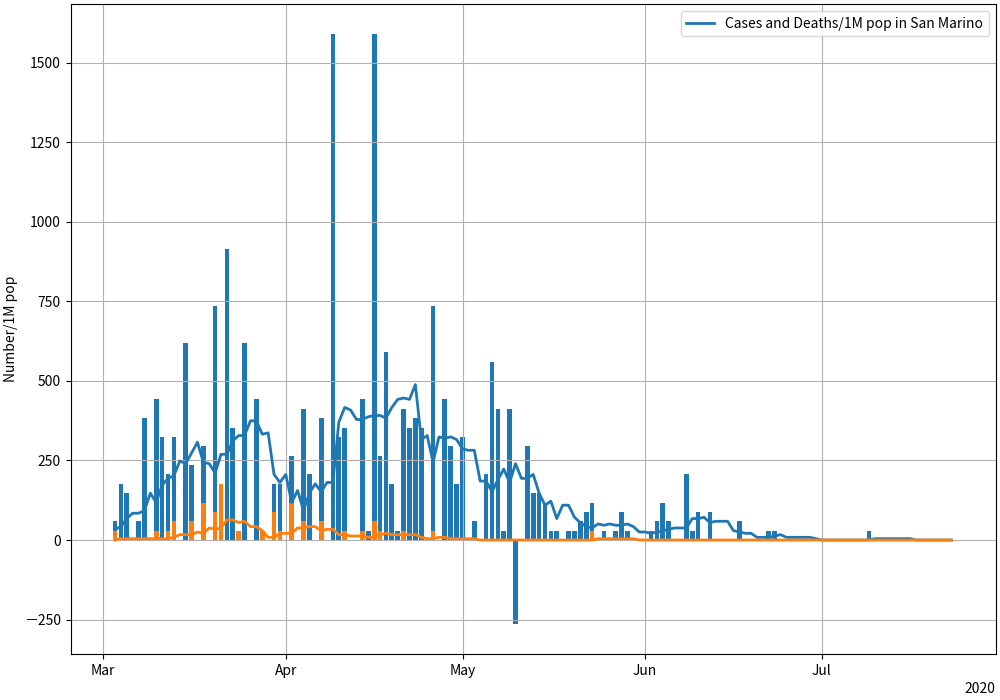 Cases and Deaths/1M pop in San Marino
Number/1M pop
1500
1250
1000
750
500
250
0
−250
Mar
Apr
May
Jun
Jul
2020